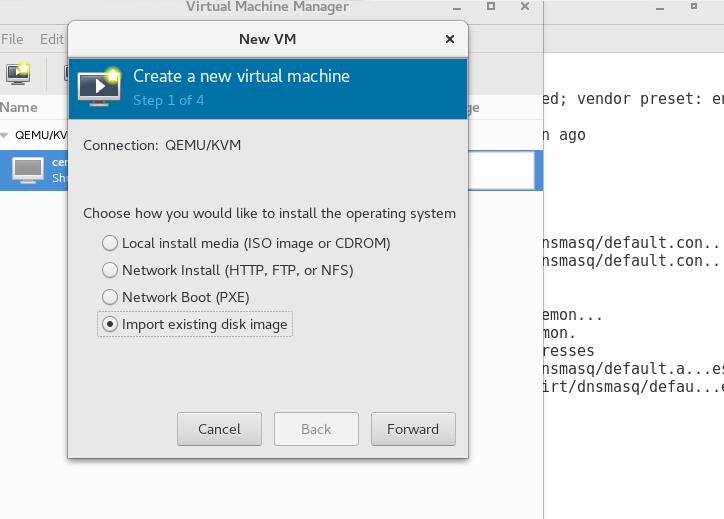 Virtual Machine Manager
File Edit
New VM
Create a new virtual machine
Step 1 of 4
Name
ed; vendor preset:
QEMU/KV
ago
Connection: QEMU/KVM
cen
Shu
Choose how you would like to install the operating system
Local install media (ISO image or CDROM)
nsmasq/default.con..
nsmasq/default.con..
Network Install (HTTP, FTP, or NFS)
Network Boot (PXE)
emon...
Import existing disk image
mon.
resses
nsmasq/default.a...es
irt/dnsmasq/defau...e
Cancel
Back
Forward